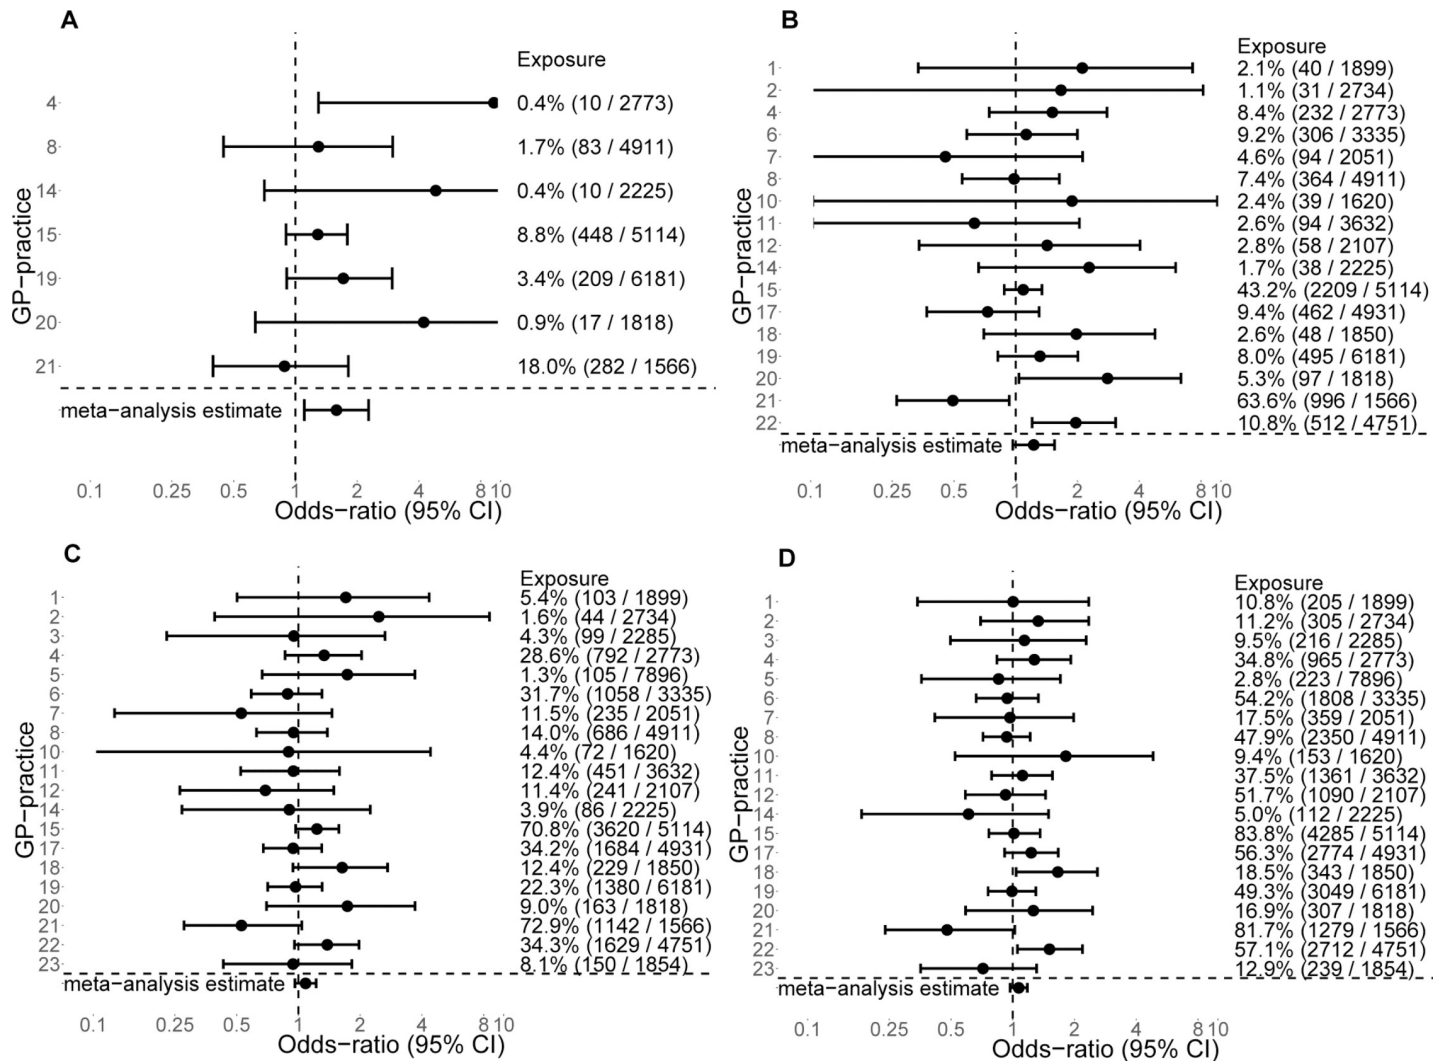 A
Exposure
4 0.4% (10 / 2773)
8 1.7% (83 / 4911)
14 0.4% (10 / 2225)
15 8.8% (448 / 5114)
19 3.4% (209 / 6181)
20 0.9% (17 / 1818)
21 18.0% (282 / 1566)
meta−analysis estimate
GP−practice
0.1 0.25 0.5 1 2 4 8 10
Odds−ratio (95% CI)
B
Exposure
1 2.1% (40 / 1899)
2 1.1% (31 / 2734)
4 8.4% (232 / 2773)
6 9.2% (306 / 3335)
7 4.6% (94 / 2051)
8 7.4% (364 / 4911)
10 2.4% (39 / 1620)
11 2.6% (94 / 3632)
12 2.8% (58 / 2107)
14 1.7% (38 / 2225)
15 43.2% (2209 / 5114)
17 9.4% (462 / 4931)
18 2.6% (48 / 1850)
19 8.0% (495 / 6181)
20 5.3% (97 / 1818)
21 63.6% (996 / 1566)
22 10.8% (512 / 4751)
meta−analysis estimate
GP−practice
0.1 0.25 0.5 1 2 4 8 10
Odds−ratio (95% CI)
C
Exposure
1 5.4% (103 / 1899)
2 1.6% (44 / 2734)
3 4.3% (99 / 2285)
4 28.6% (792 / 2773)
5 1.3% (105 / 7896)
6 31.7% (1058 / 3335)
7 11.5% (235 / 2051)
8 14.0% (686 / 4911)
10 4.4% (72 / 1620)
11 12.4% (451 / 3632)
12 11.4% (241 / 2107)
14 3.9% (86 / 2225)
15 70.8% (3620 / 5114)
17 34.2% (1684 / 4931)
18 12.4% (229 / 1850)
19 22.3% (1380 / 6181)
20 9.0% (163 / 1818)
21 72.9% (1142 / 1566)
22 34.3% (1629 / 4751)
23 8.1% (150 / 1854)
meta−analysis estimate
GP−practice
0.1 0.25 0.5 1 2 4 8 10
Odds−ratio (95% CI)
D
Exposure
1 10.8% (205 / 1899)
2 11.2% (305 / 2734)
3 9.5% (216 / 2285)
4 34.8% (965 / 2773)
5 2.8% (223 / 7896)
6 54.2% (1808 / 3335)
7 17.5% (359 / 2051)
8 47.9% (2350 / 4911)
10 9.4% (153 / 1620)
11 37.5% (1361 / 3632)
12 51.7% (1090 / 2107)
14 5.0% (112 / 2225)
15 83.8% (4285 / 5114)
17 56.3% (2774 / 4931)
18 18.5% (343 / 1850)
19 49.3% (3049 / 6181)
20 16.9% (307 / 1818)
21 81.7% (1279 / 1566)
22 57.1% (2712 / 4751)
23 12.9% (239 / 1854)
meta−analysis estimate
GP−practice
0.1 0.25 0.5 1 2 4 8 10
Odds−ratio (95% CI)